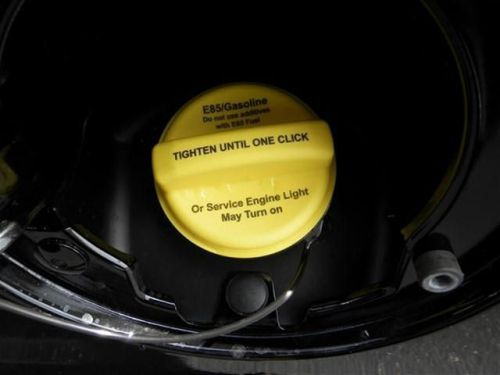 E85/Gasoline
Do not use additives
with E85 Fuel
TIGHTEN UNTIL ONE CLICK
Or Service Engine Light
May Turn on